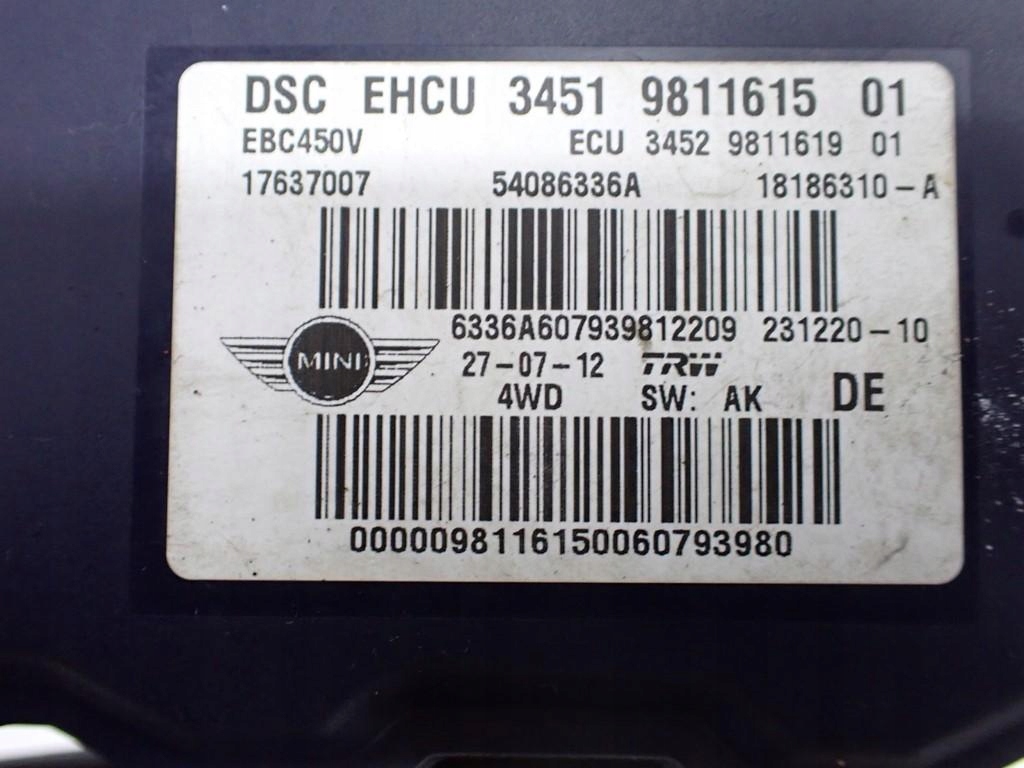 DSC EHCU 3451 9811615 01
EBC450V ECU 3452 9811619 01
17637007 54086336A 18186310-A
6336A607939812209 231220-10
MINI 27-07-12 TRW
4WD SW: AK DE
0000098116150060793980